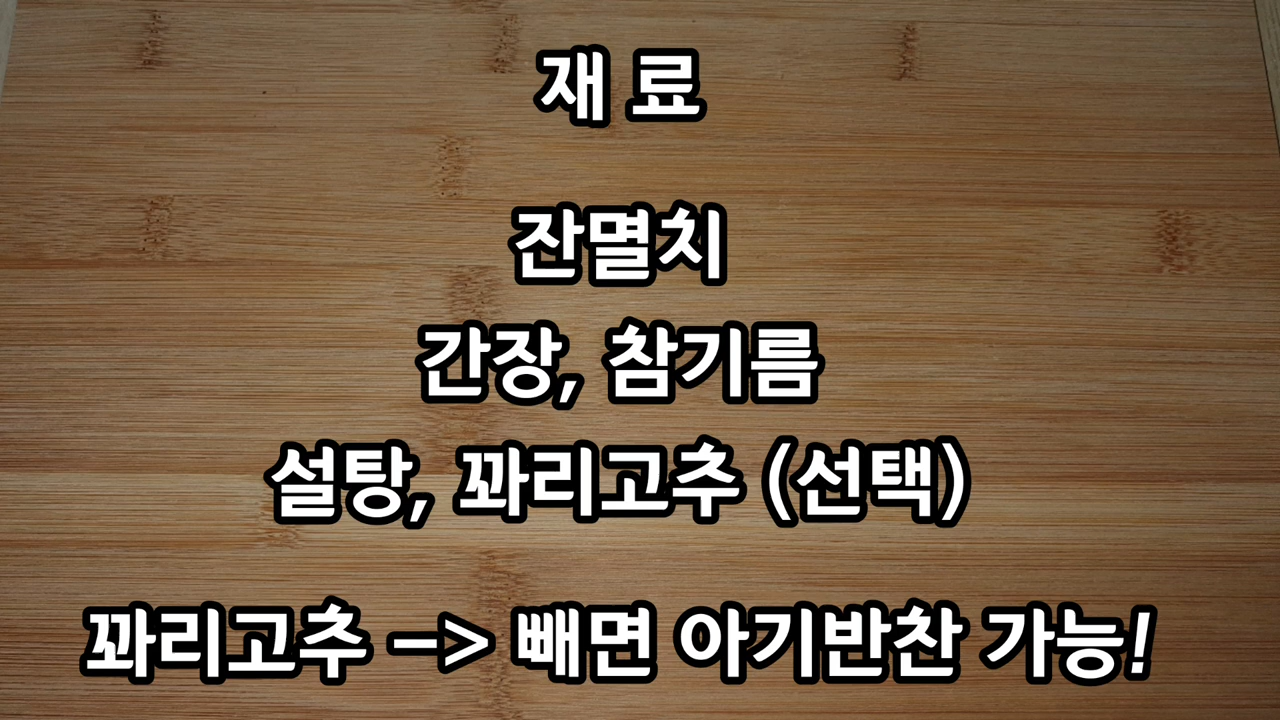 재 료
잔멸치
간장, 참기름
설탕, 꽈리고추 (선택)
꽈리고추 –> 빼면 아기반찬 가능!